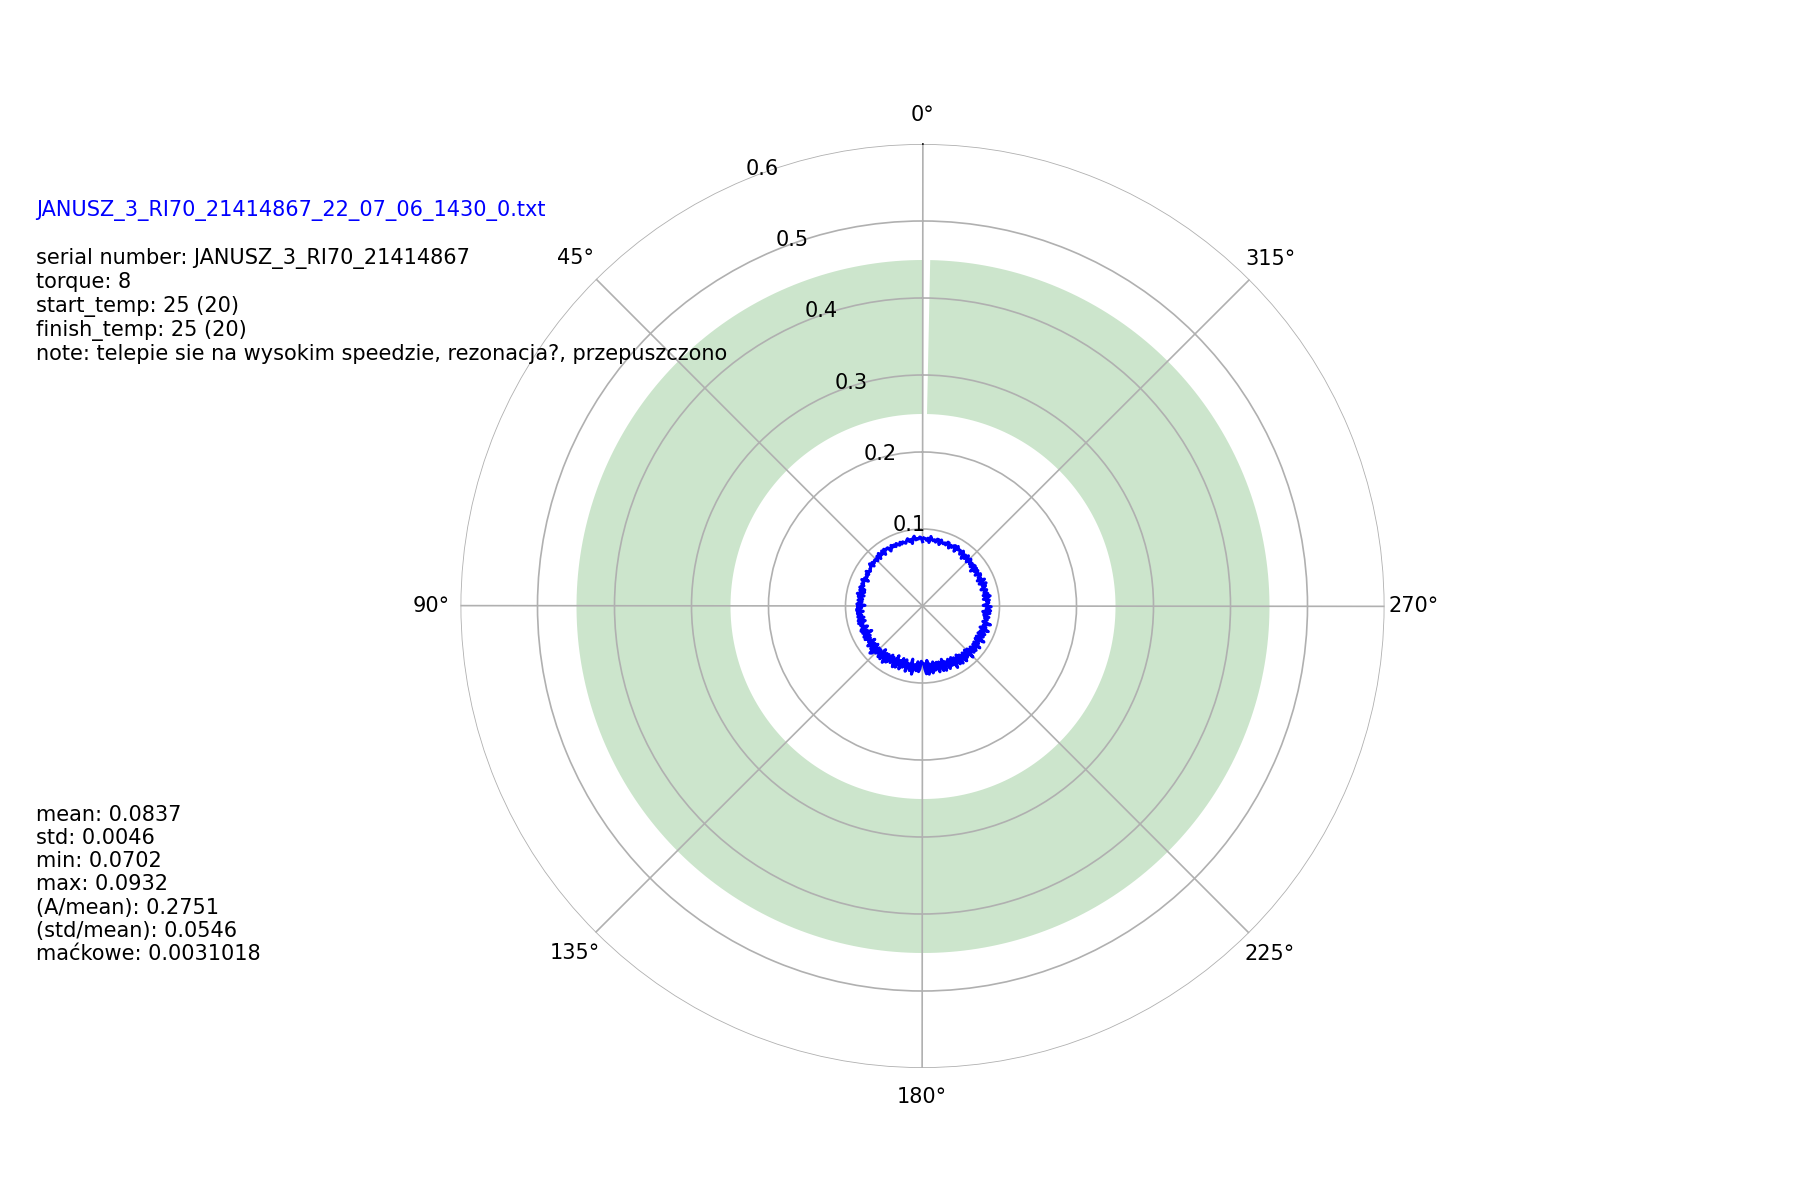 0°
0.6
JANUSZ_3_RI70_21414867_22_07_06_1430_0.txt
0.5
serial number: JANUSZ_3_RI70_21414867
45°
315°
torque: 8
start_temp: 25 (20)
0.4
finish_temp: 25 (20)
note: telepie sie na wysokim speedzie, rezonacja?, przepuszczono
0.3
0.2
0.1
90°
270°
mean: 0.0837
std: 0.0046
min: 0.0702
max: 0.0932
(A/mean): 0.2751
(std/mean): 0.0546
maćkowe: 0.0031018
135°
225°
180°